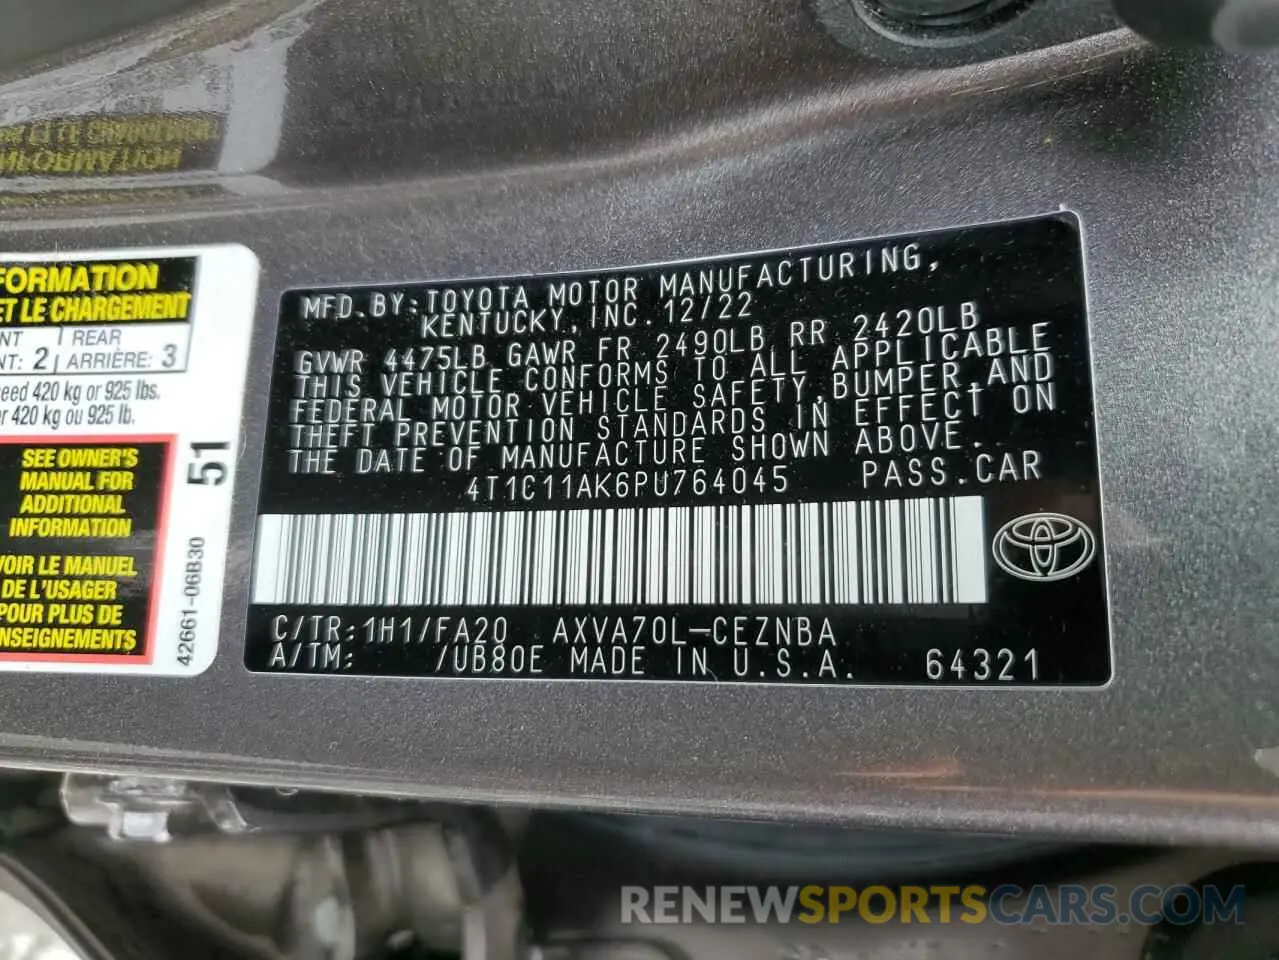 FORMATION
ET LE CHARGEMENT
REAR
NT: 2 ARRIÈRE: 3
eed 420 kg or 925 lbs.
r 420 kg ou 925 lb.
SEE OWNER'S
MANUAL FOR
ADDITIONAL
INFORMATION
VOIR LE MANUEL
DE L'USAGER
POUR PLUS DE
NSEIGNEMENTS
51
42661-06B30
MFD. BY: TOYOTA MOTOR MANUFACTURING,
KENTUCKY, INC. 12/22
GVWR 4475LB GAWR FR 2490LB RR 2420LB
THIS VEHICLE CONFORMS TO ALL APPLICABLE
FEDERAL MOTOR VEHICLE SAFETY, BUMPER, AND
THEFT PREVENTION STANDARDS IN EFFECT ON
THE DATE OF MANUFACTURE SHOWN ABOVE.
4T1C11AK6PU764045 PASS.CAR
C/TR: 1H1/FA20 AXVA70L-CEZNBA
A/TM: /UB80E MADE IN U.S.A. 64321
RENEWSPORTSCARS.COM